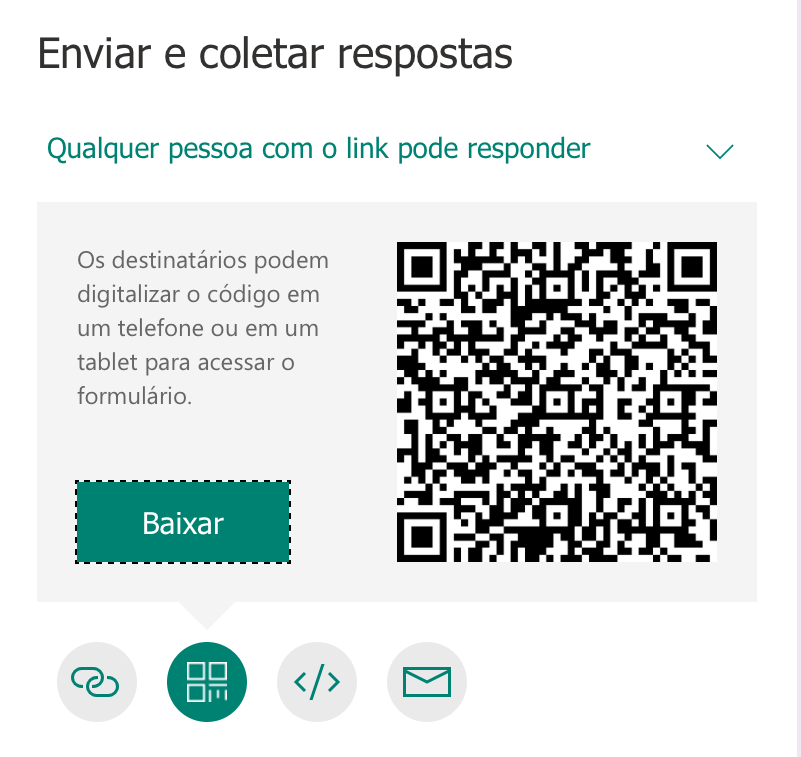 Enviar e coletar respostas
Qualquer pessoa com o link pode responder
Os destinatários podem
digitalizar o código em
um telefone ou em um
tablet para acessar o
formulário.
Baixar